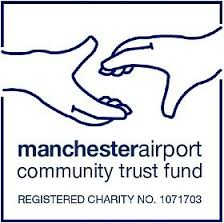 manchesterairport
community trust fund
REGISTERED CHARITY NO. 1071703